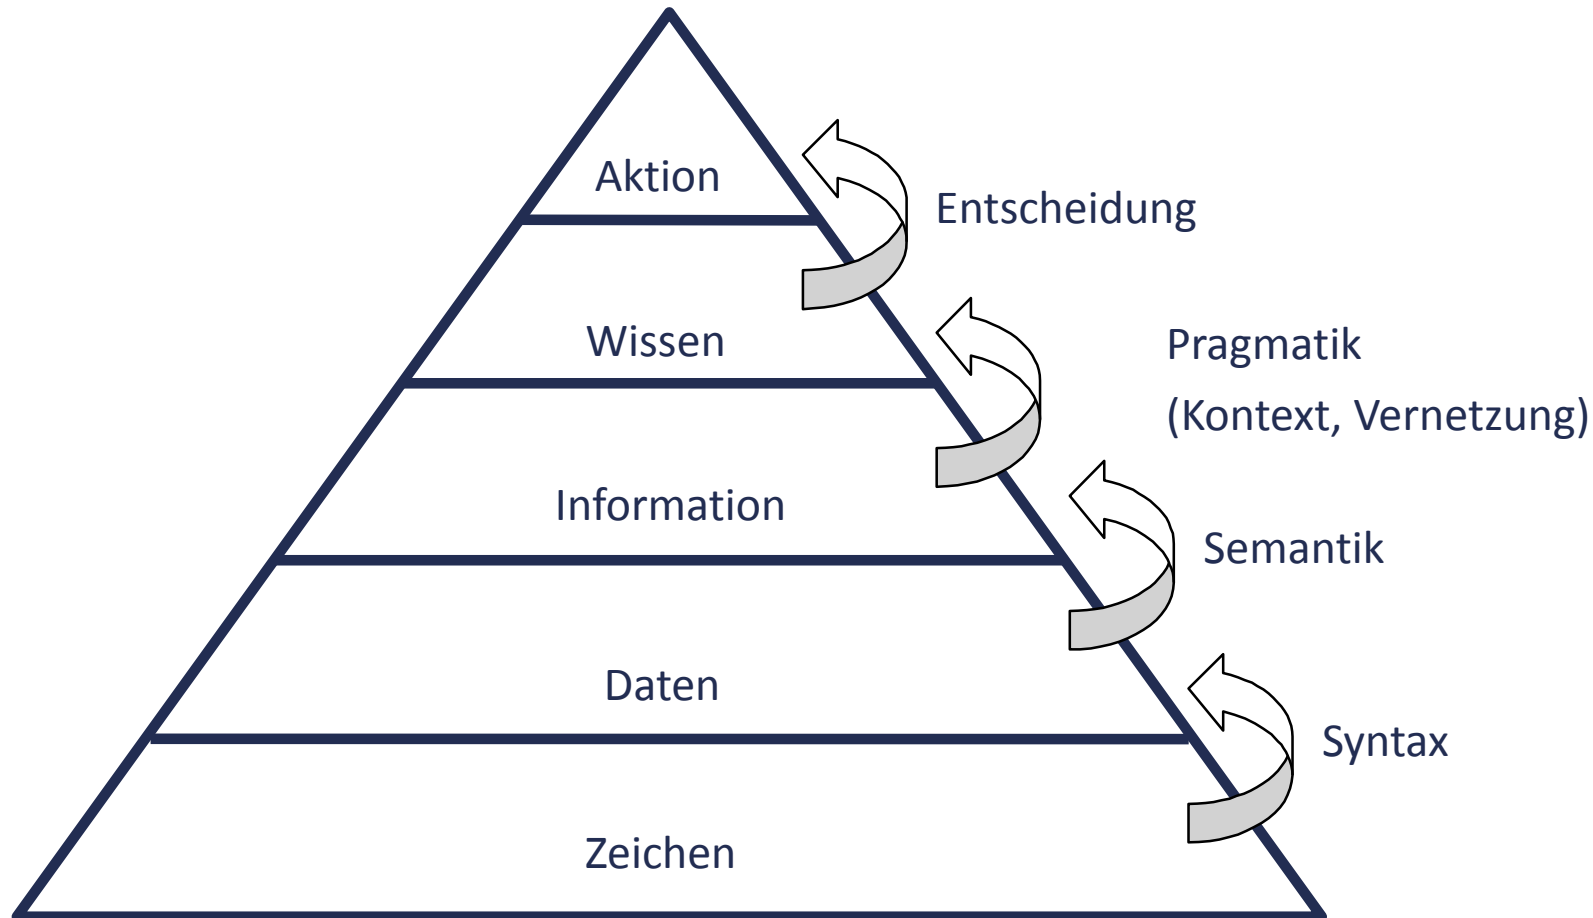 Aktion
Entscheidung
Wissen
Pragmatik
(Kontext, Vernetzung)
Information
Semantik
Daten
Syntax
Zeichen